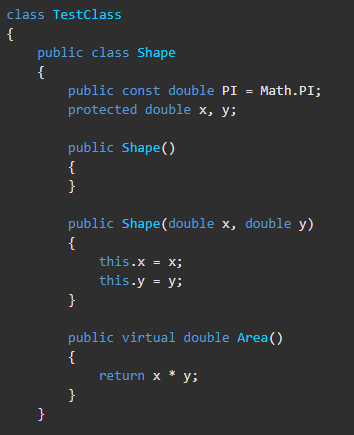 class TestClass
{
    public class Shape
    {
        public const double PI = Math.PI;
        protected double x, y;

        public Shape()
        {
        }

        public Shape(double x, double y)
        {
            this.x = x;
            this.y = y;
        }

        public virtual double Area()
        {
            return x * y;
        }
    }